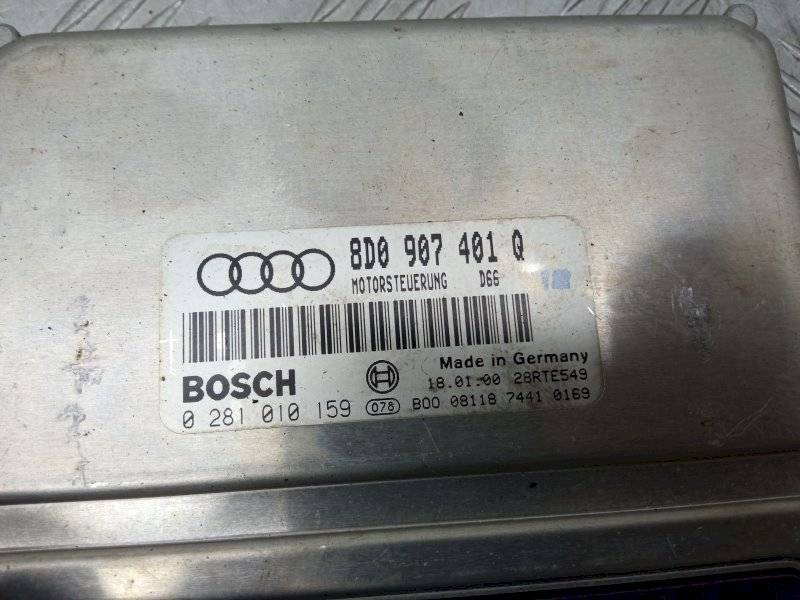 8D0 907 401 Q
MOTORSTEUERUNG D66
Made in Germany
BOSCH
18.01.00 28RTE549
0 281 010 159 078 B00 08118 7441 0169